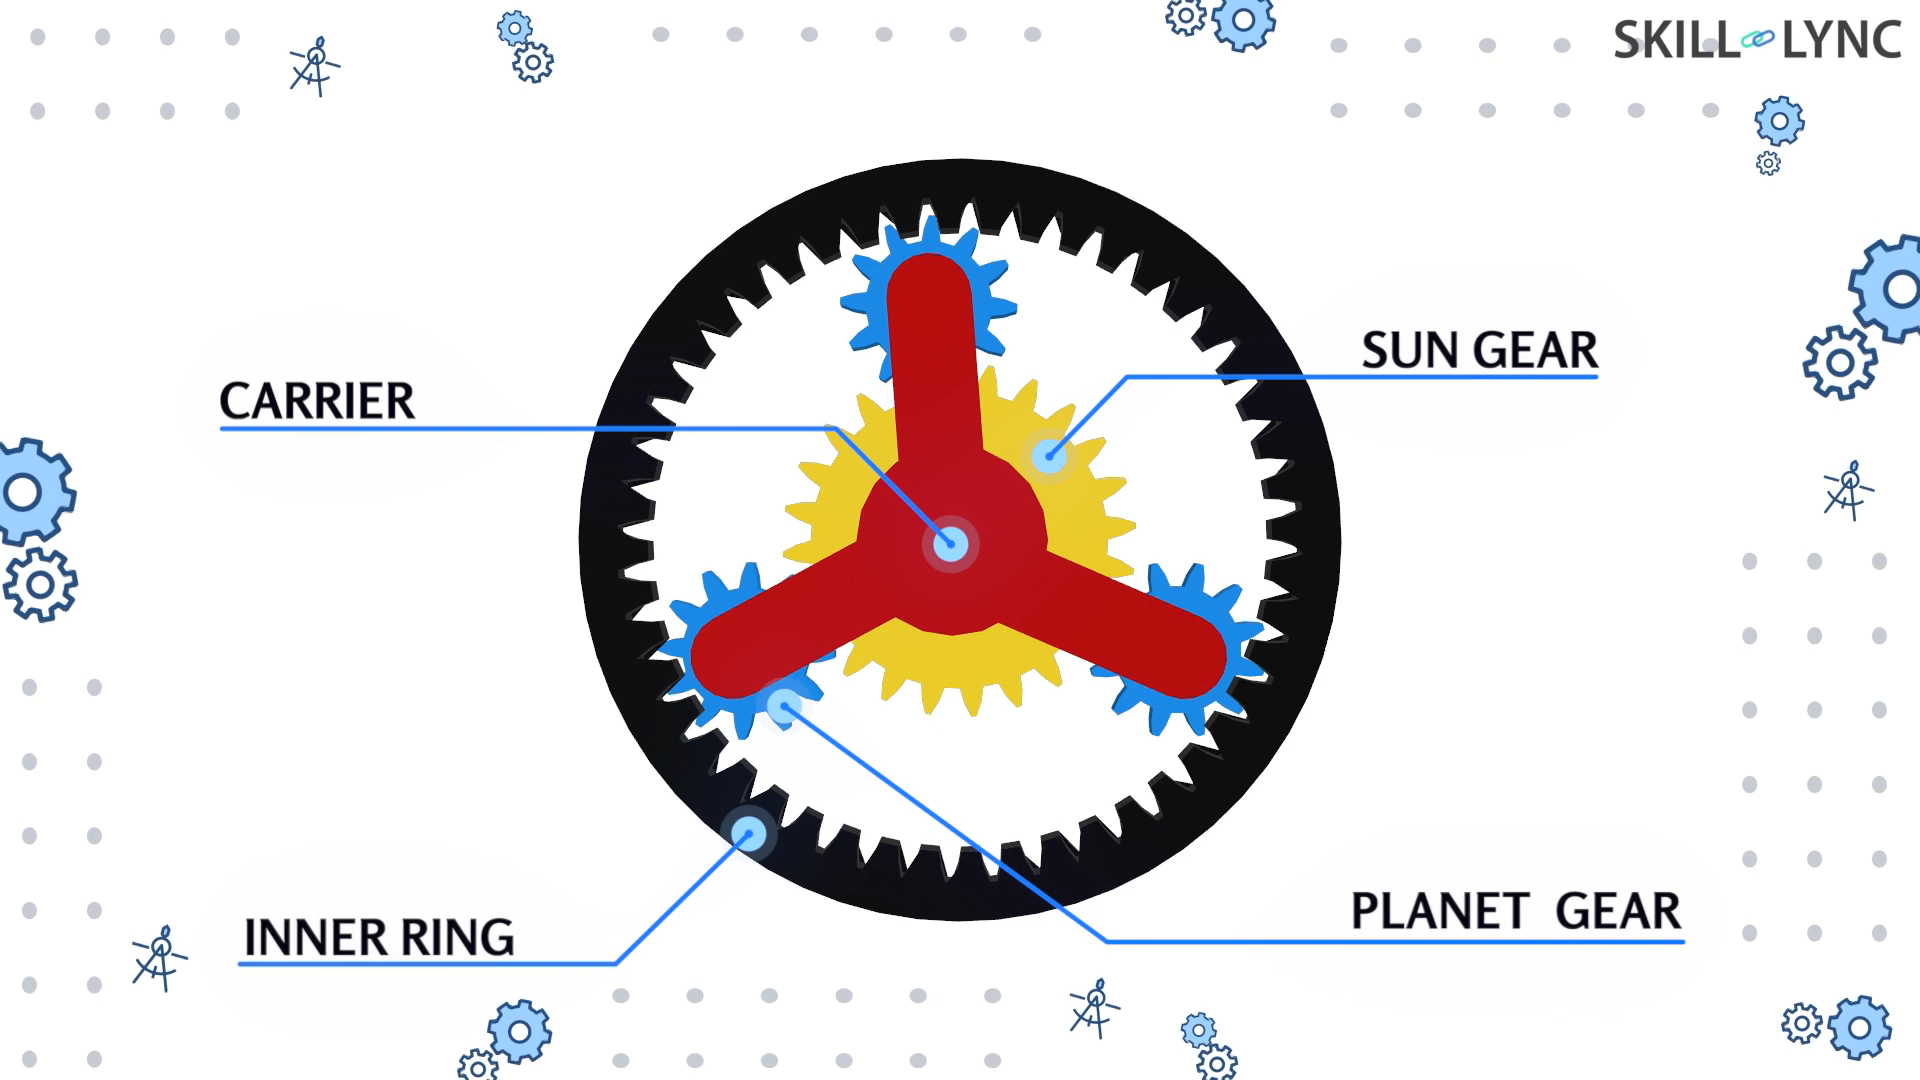 SKILL LYNC
SUN GEAR
CARRIER
PLANET GEAR
INNER RING